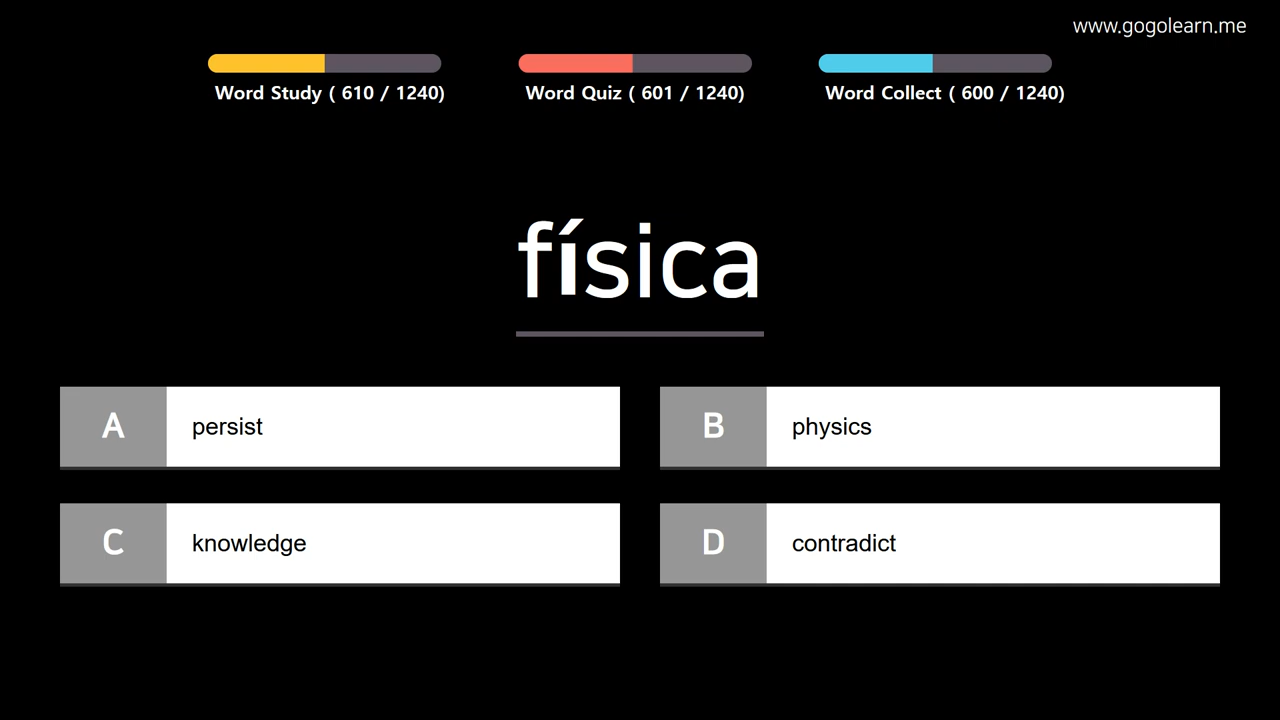 www.gogolearn.me
Word Study ( 610 / 1240)
Word Quiz ( 601 / 1240)
Word Collect ( 600 / 1240)
física
A persist
B physics
C knowledge
D contradict